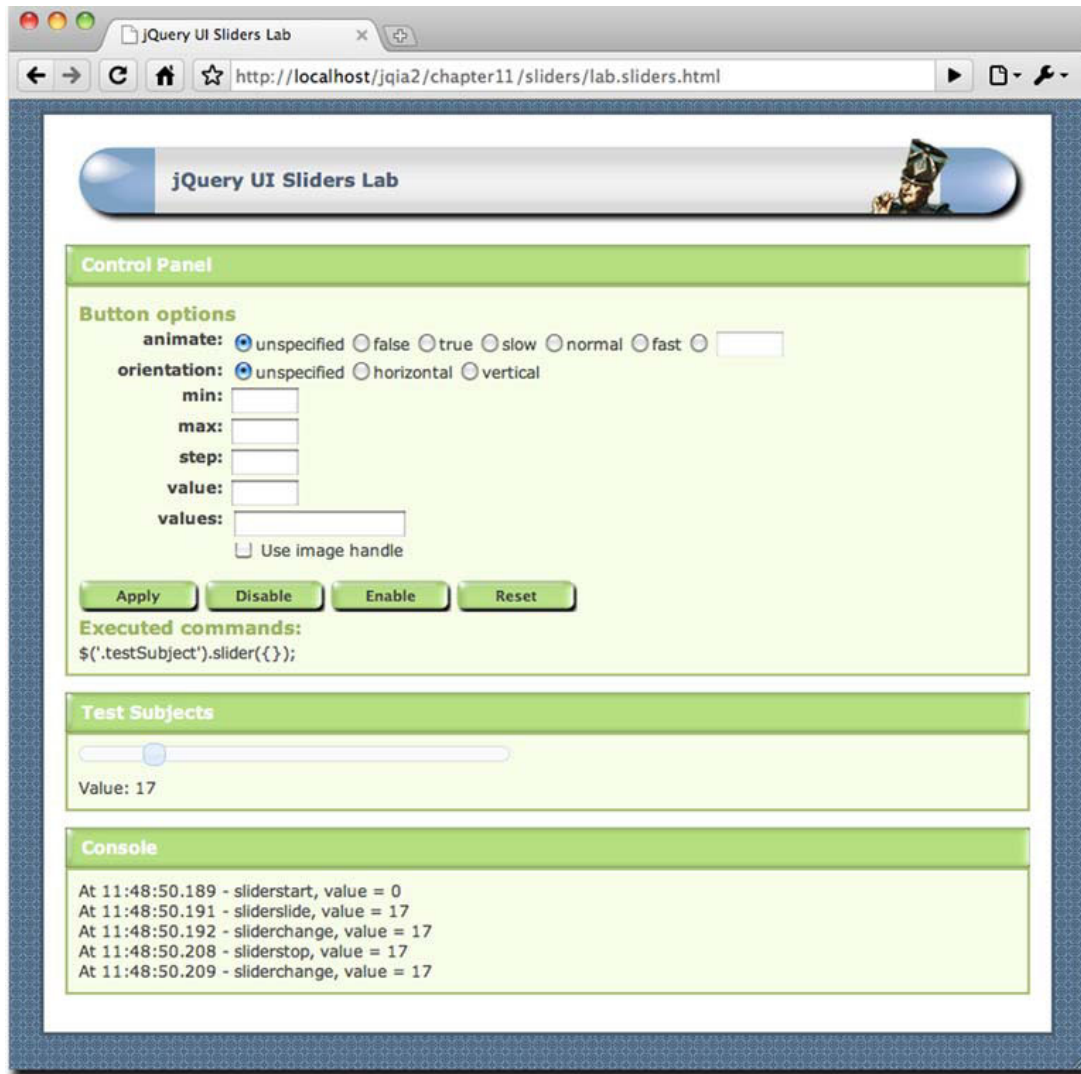 jQuery UI Sliders Lab
http://localhost/jqia2/chapter11/sliders/lab.sliders.html
jQuery UI Sliders Lab
Control Panel
Button options
animate: unspecified false true slow normal fast
orientation: unspecified horizontal vertical
min:
max:
step:
value:
values:
Use image handle
Apply Disable Enable Reset
Executed commands:
$('.testSubject').slider({});
Test Subjects
Value: 17
Console
At 11:48:50.189 - sliderstart, value = 0
At 11:48:50.191 - sliderslide, value = 17
At 11:48:50.192 - sliderchange, value = 17
At 11:48:50.208 - sliderstop, value = 17
At 11:48:50.209 - sliderchange, value = 17